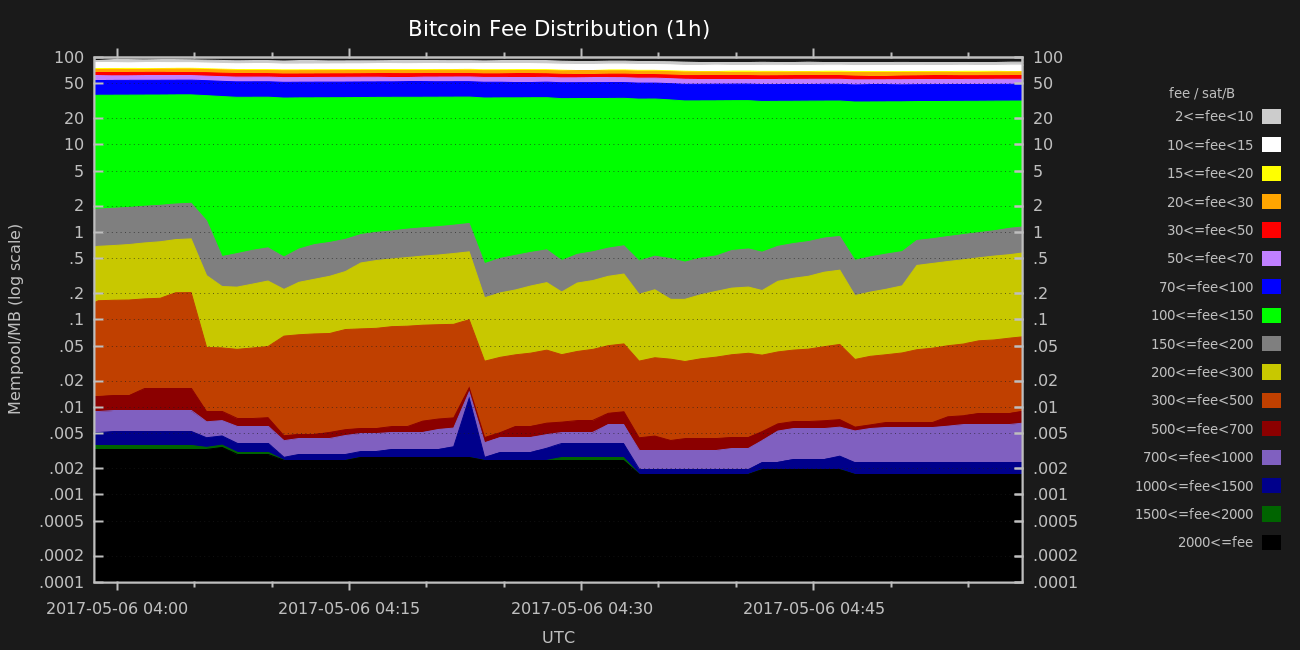 Bitcoin Fee Distribution (1h)
Mempool/MB (log scale)
100
50
20
10
5
2
1
.5
.2
.1
.05
.02
.01
.005
.002
.001
.0005
.0002
.0001
100
50
20
10
5
2
1
.5
.2
.1
.05
.02
.01
.005
.002
.001
.0005
.0002
.0001
2017-05-06 04:00
2017-05-06 04:15
2017-05-06 04:30
2017-05-06 04:45
UTC
fee / sat/B
2<=fee<10
10<=fee<15
15<=fee<20
20<=fee<30
30<=fee<50
50<=fee<70
70<=fee<100
100<=fee<150
150<=fee<200
200<=fee<300
300<=fee<500
500<=fee<700
700<=fee<1000
1000<=fee<1500
1500<=fee<2000
2000<=fee